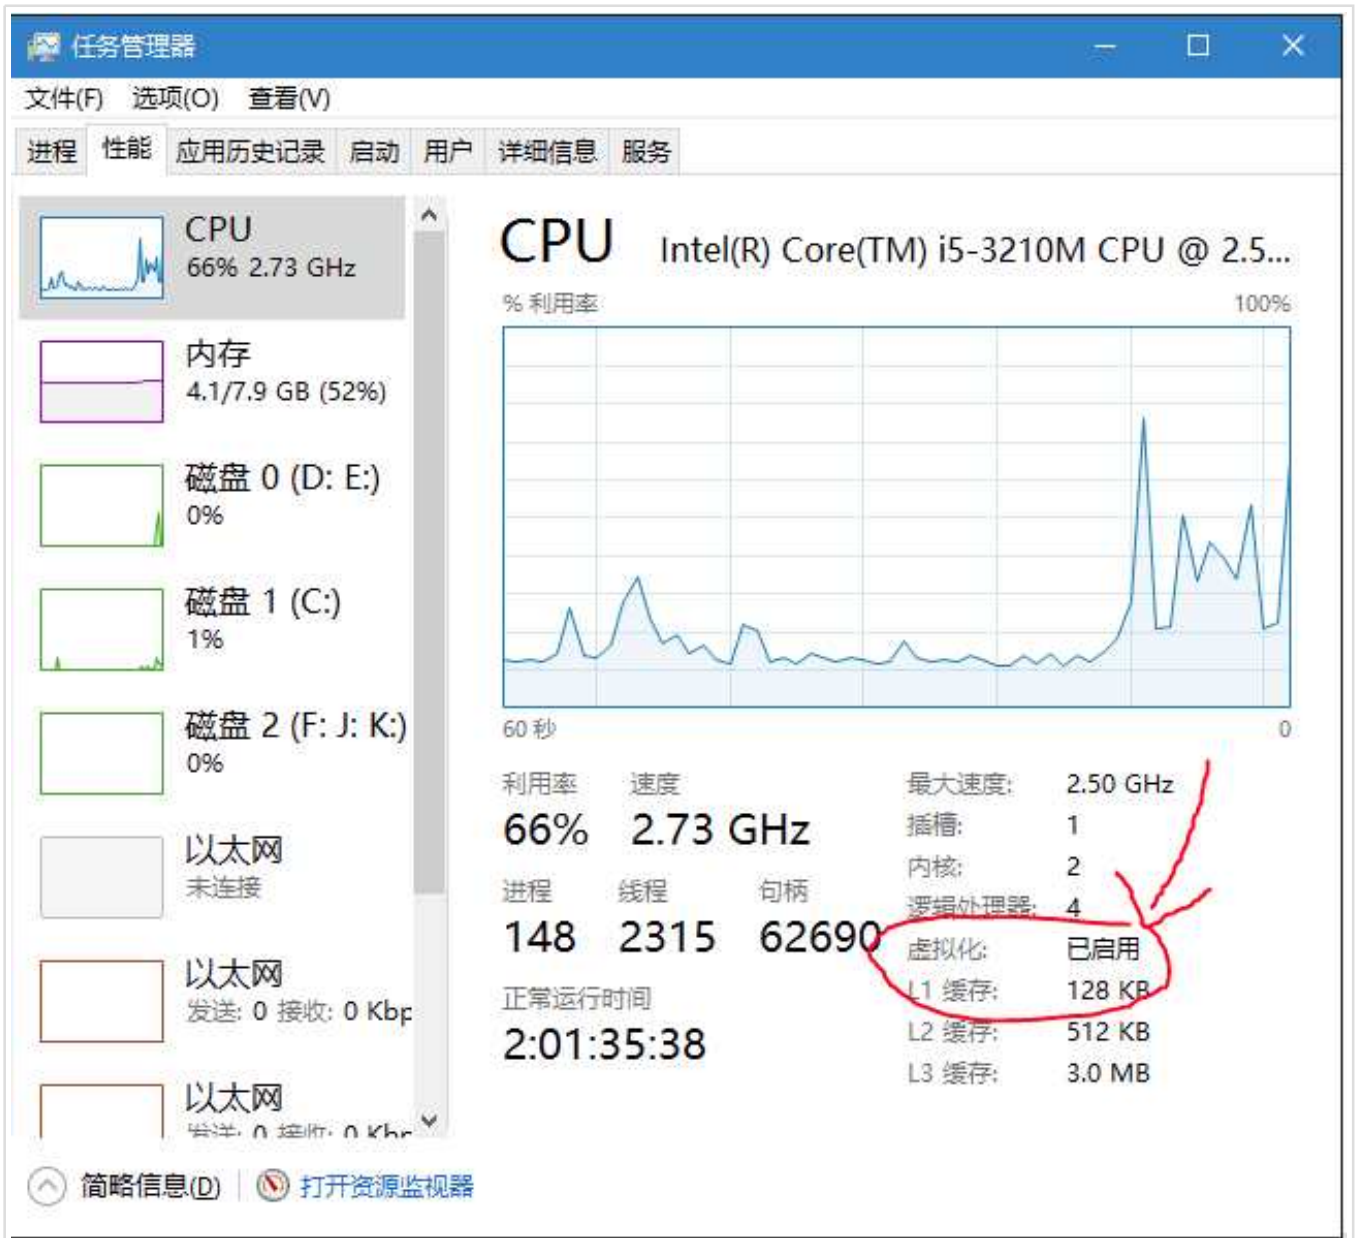 任务管理器
文件(F) 选项(O) 查看(V)
进程 性能 应用历史记录 启动 用户 详细信息 服务
CPU
66% 2.73 GHz
内存
4.1/7.9 GB (52%)
磁盘 0 (D: E:)
0%
磁盘 1 (C:)
1%
磁盘 2 (F: J: K:)
0%
以太网
未连接
以太网
发送: 0 接收: 0 Kbp
以太网
发送: 0 接收: 0 Kbp
CPU Intel(R) Core(TM) i5-3210M CPU @ 2.5...
% 利用率 100%
60 秒 0
利用率 速度
66% 2.73 GHz
进程 线程 句柄
148 2315 62690
正常运行时间
2:01:35:38
最大速度: 2.50 GHz
插槽: 1
内核: 2
逻辑处理器: 4
虚拟化: 已启用
L1 缓存: 128 KB
L2 缓存: 512 KB
L3 缓存: 3.0 MB
简略信息(D) 打开资源监视器